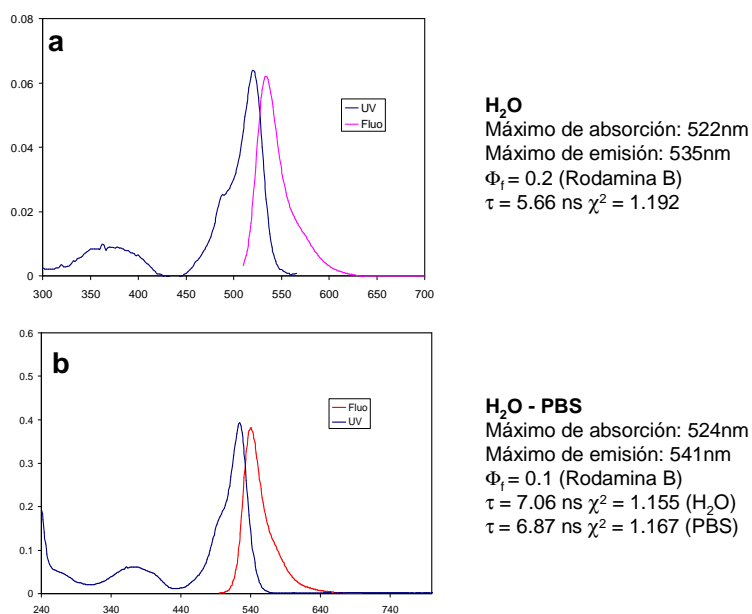 a
0.08
0.06
0.04
0.02
0
300 350 400 450 500 550 600 650 700
UV
Fluo
H₂O
Máximo de absorción: 522nm
Máximo de emisión: 535nm
Φf = 0.2 (Rodamina B)
τ = 5.66 ns χ² = 1.192
b
0.6
0.5
0.4
0.3
0.2
0.1
0
240 340 440 540 640 740
Fluo
UV
H₂O - PBS
Máximo de absorción: 524nm
Máximo de emisión: 541nm
Φf = 0.1 (Rodamina B)
τ = 7.06 ns χ² = 1.155 (H₂O)
τ = 6.87 ns χ² = 1.167 (PBS)